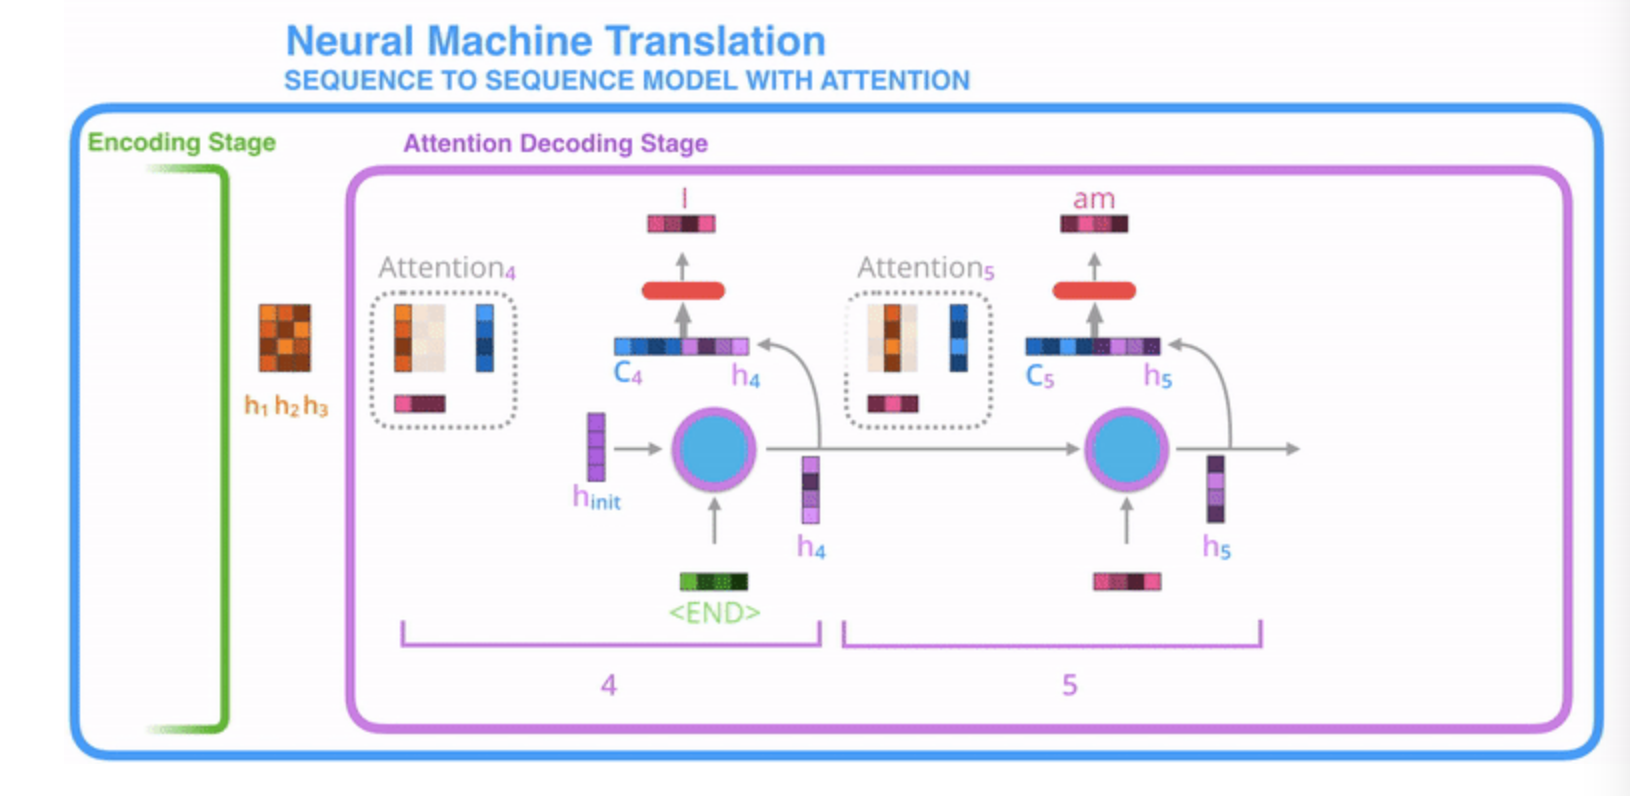 Neural Machine Translation
SEQUENCE TO SEQUENCE MODEL WITH ATTENTION
Encoding Stage
Attention Decoding Stage
I
am
Attention4
Attention5
C4
h4
C5
h5
h1 h2 h3
hinit
h4
h5
<END>
4
5